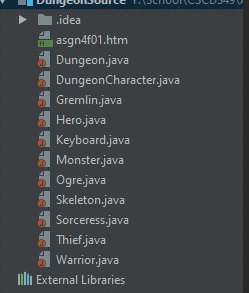 DungeonSource Y:\School\CSCD349\A
.idea
asgn4f01.htm
Dungeon.java
DungeonCharacter.java
Gremlin.java
Hero.java
Keyboard.java
Monster.java
Ogre.java
Skeleton.java
Sorceress.java
Thief.java
Warrior.java
External Libraries